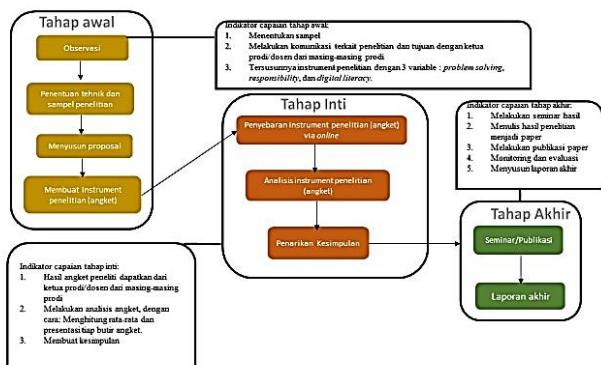 Tahap awal
Observasi
Penentuan tehnik dan
sampel penelitian
Menyusun proposal
Membuat Instrument
penelitian (angket)
Indikator capaian tahap awal:
1. Menentukan sampel
2. Melakukan komunikasi terkait penelitian dan tujuan dengan ketua
prodi/dosen dari masing-masing prodi
3. Tersusunnya instrument penelitian dengan 3 variable : problem solving,
responsibility, dan digital literacy.
Tahap Inti
Penyebaran Instrument penelitian (angket)
via online
Analisis instrument penelitian
(angket)
Penarikan Kesimpulan
Indikator capaian tahap inti:
1. Hasil angket peneliti dapatkan dari
ketua prodi/dosen dari masing-masing
prodi
2. Melakukan analisis angket, dengan
cara: Menghitung rata-rata dan
presentasi tiap butir angket.
3. Membuat kesimpulan
Indikator capaian tahap akhir:
1. Melakukan seminar hasil
2. Menulis hasil penelitian
menjadi paper
3. Melakukan publikasi paper
4. Monitoring dan evaluasi
5. Menyusun laporan akhir
Tahap Akhir
Seminar/Publikasi
Laporan akhir